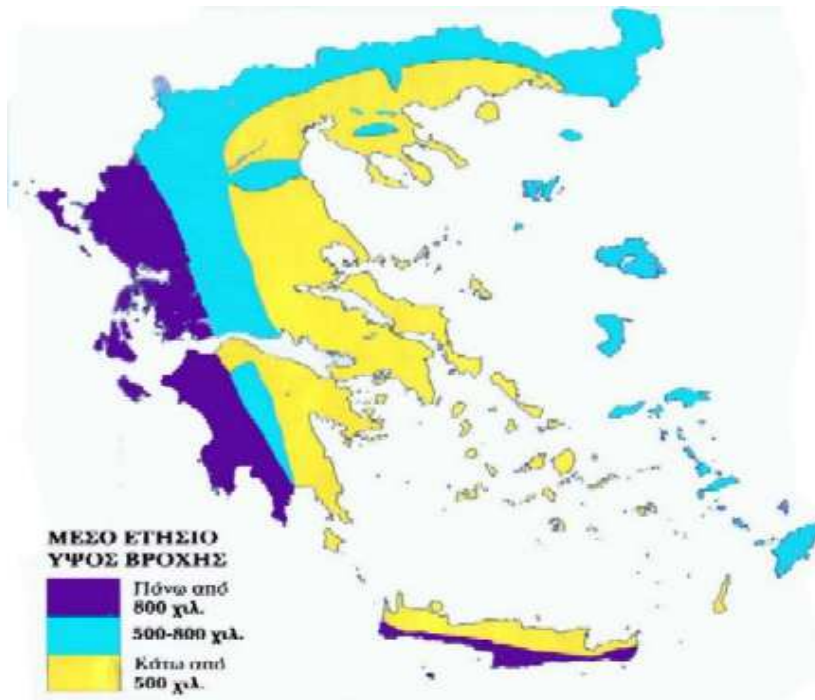 ΜΕΣΟ ΕΤΗΣΙΟ
ΥΨΟΣ ΒΡΟΧΗΣ
Πάνω από
800 χιλ.
500-800 χιλ.
Κάτω από
500 χιλ.